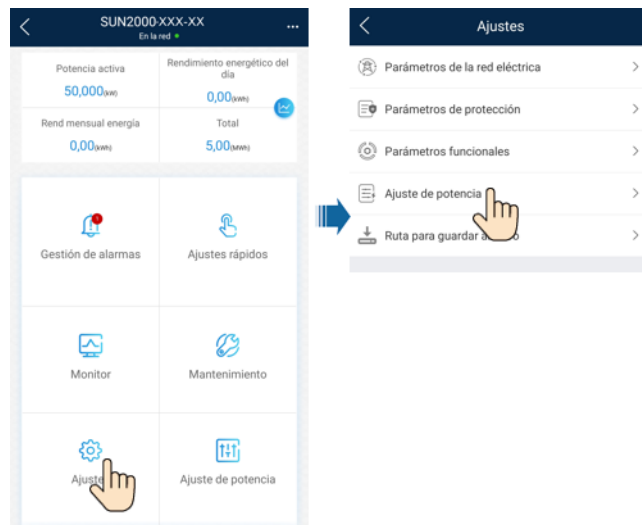 SUN2000-XXX-XX
En la red
Potencia activa
50,000(kW)
Rendimiento energético del
día
0,00(kWh)
Rend mensual energía
0,00(kWh)
Total
5,00(MWh)
Gestión de alarmas
Ajustes rápidos
Monitor
Mantenimiento
Ajuste de potencia
Ajustes
Parámetros de la red eléctrica
Parámetros de protección
Parámetros funcionales
Ajuste de potencia
Ruta para guardar